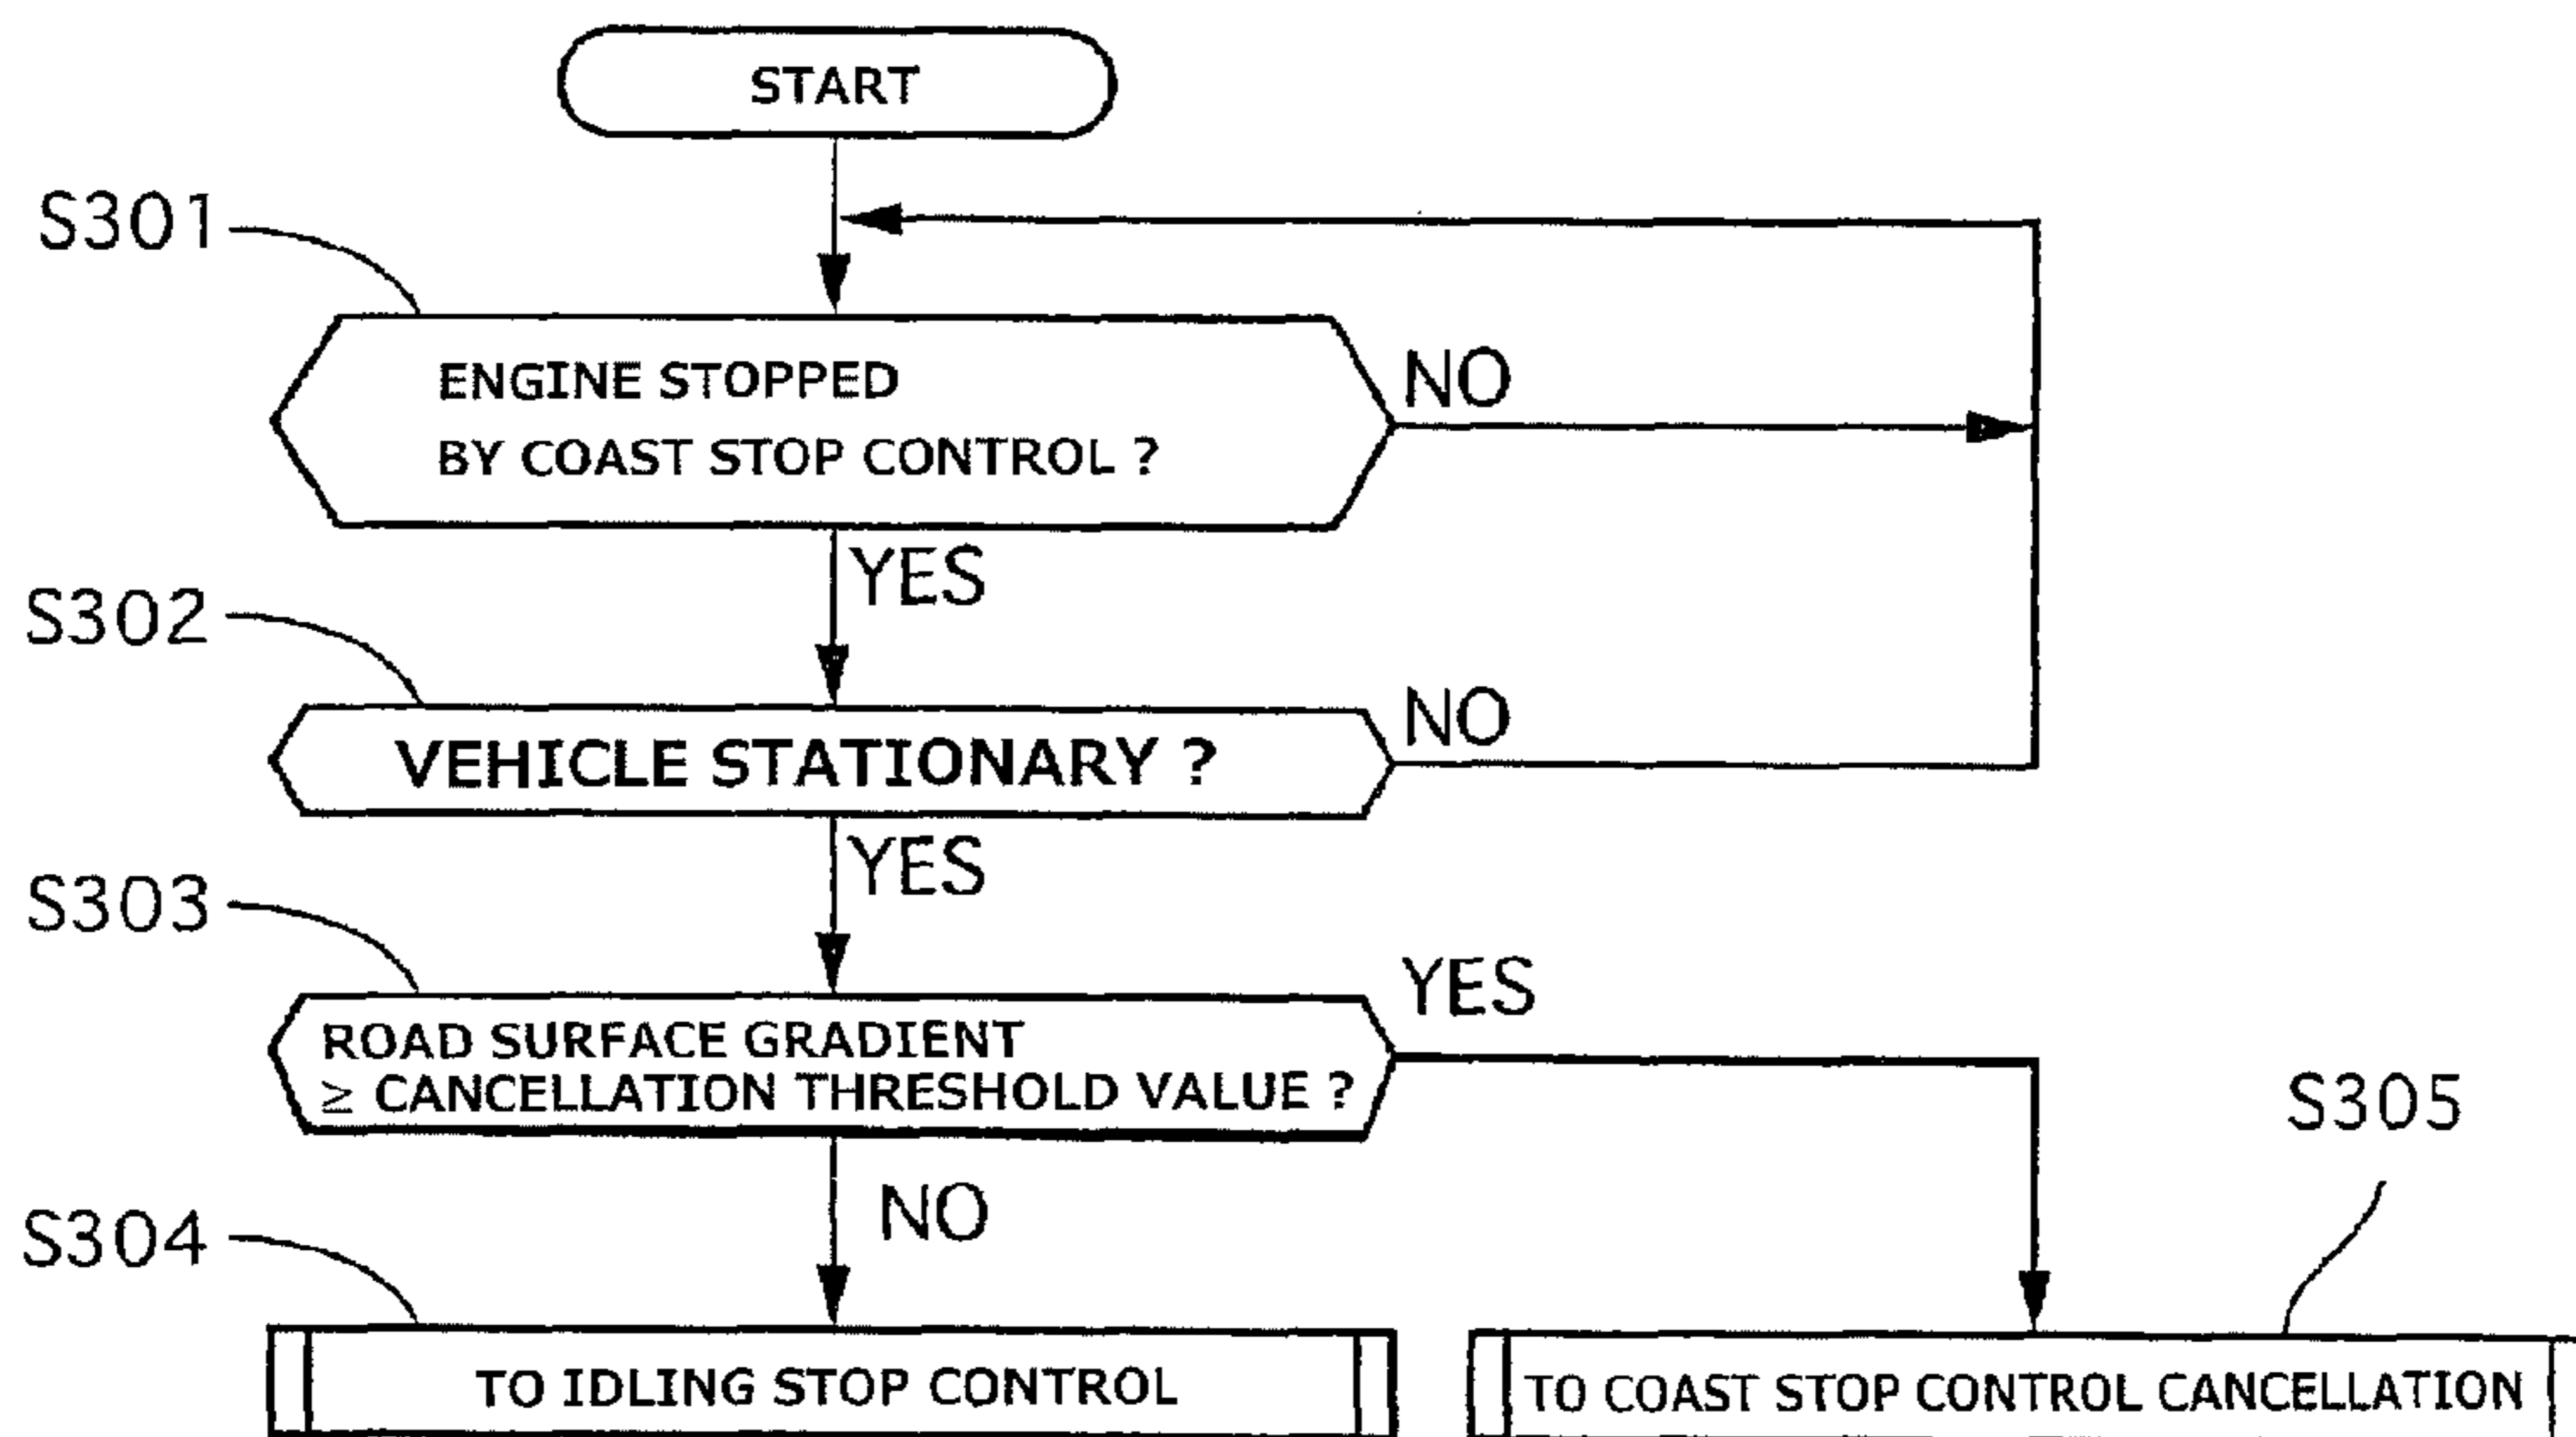 START
S301
ENGINE STOPPED
BY COAST STOP CONTROL ?
NO
YES
S302
VEHICLE STATIONARY ?
NO
YES
S303
ROAD SURFACE GRADIENT
≥ CANCELLATION THRESHOLD VALUE ?
YES
NO
S304
TO IDLING STOP CONTROL
S305
TO COAST STOP CONTROL CANCELLATION